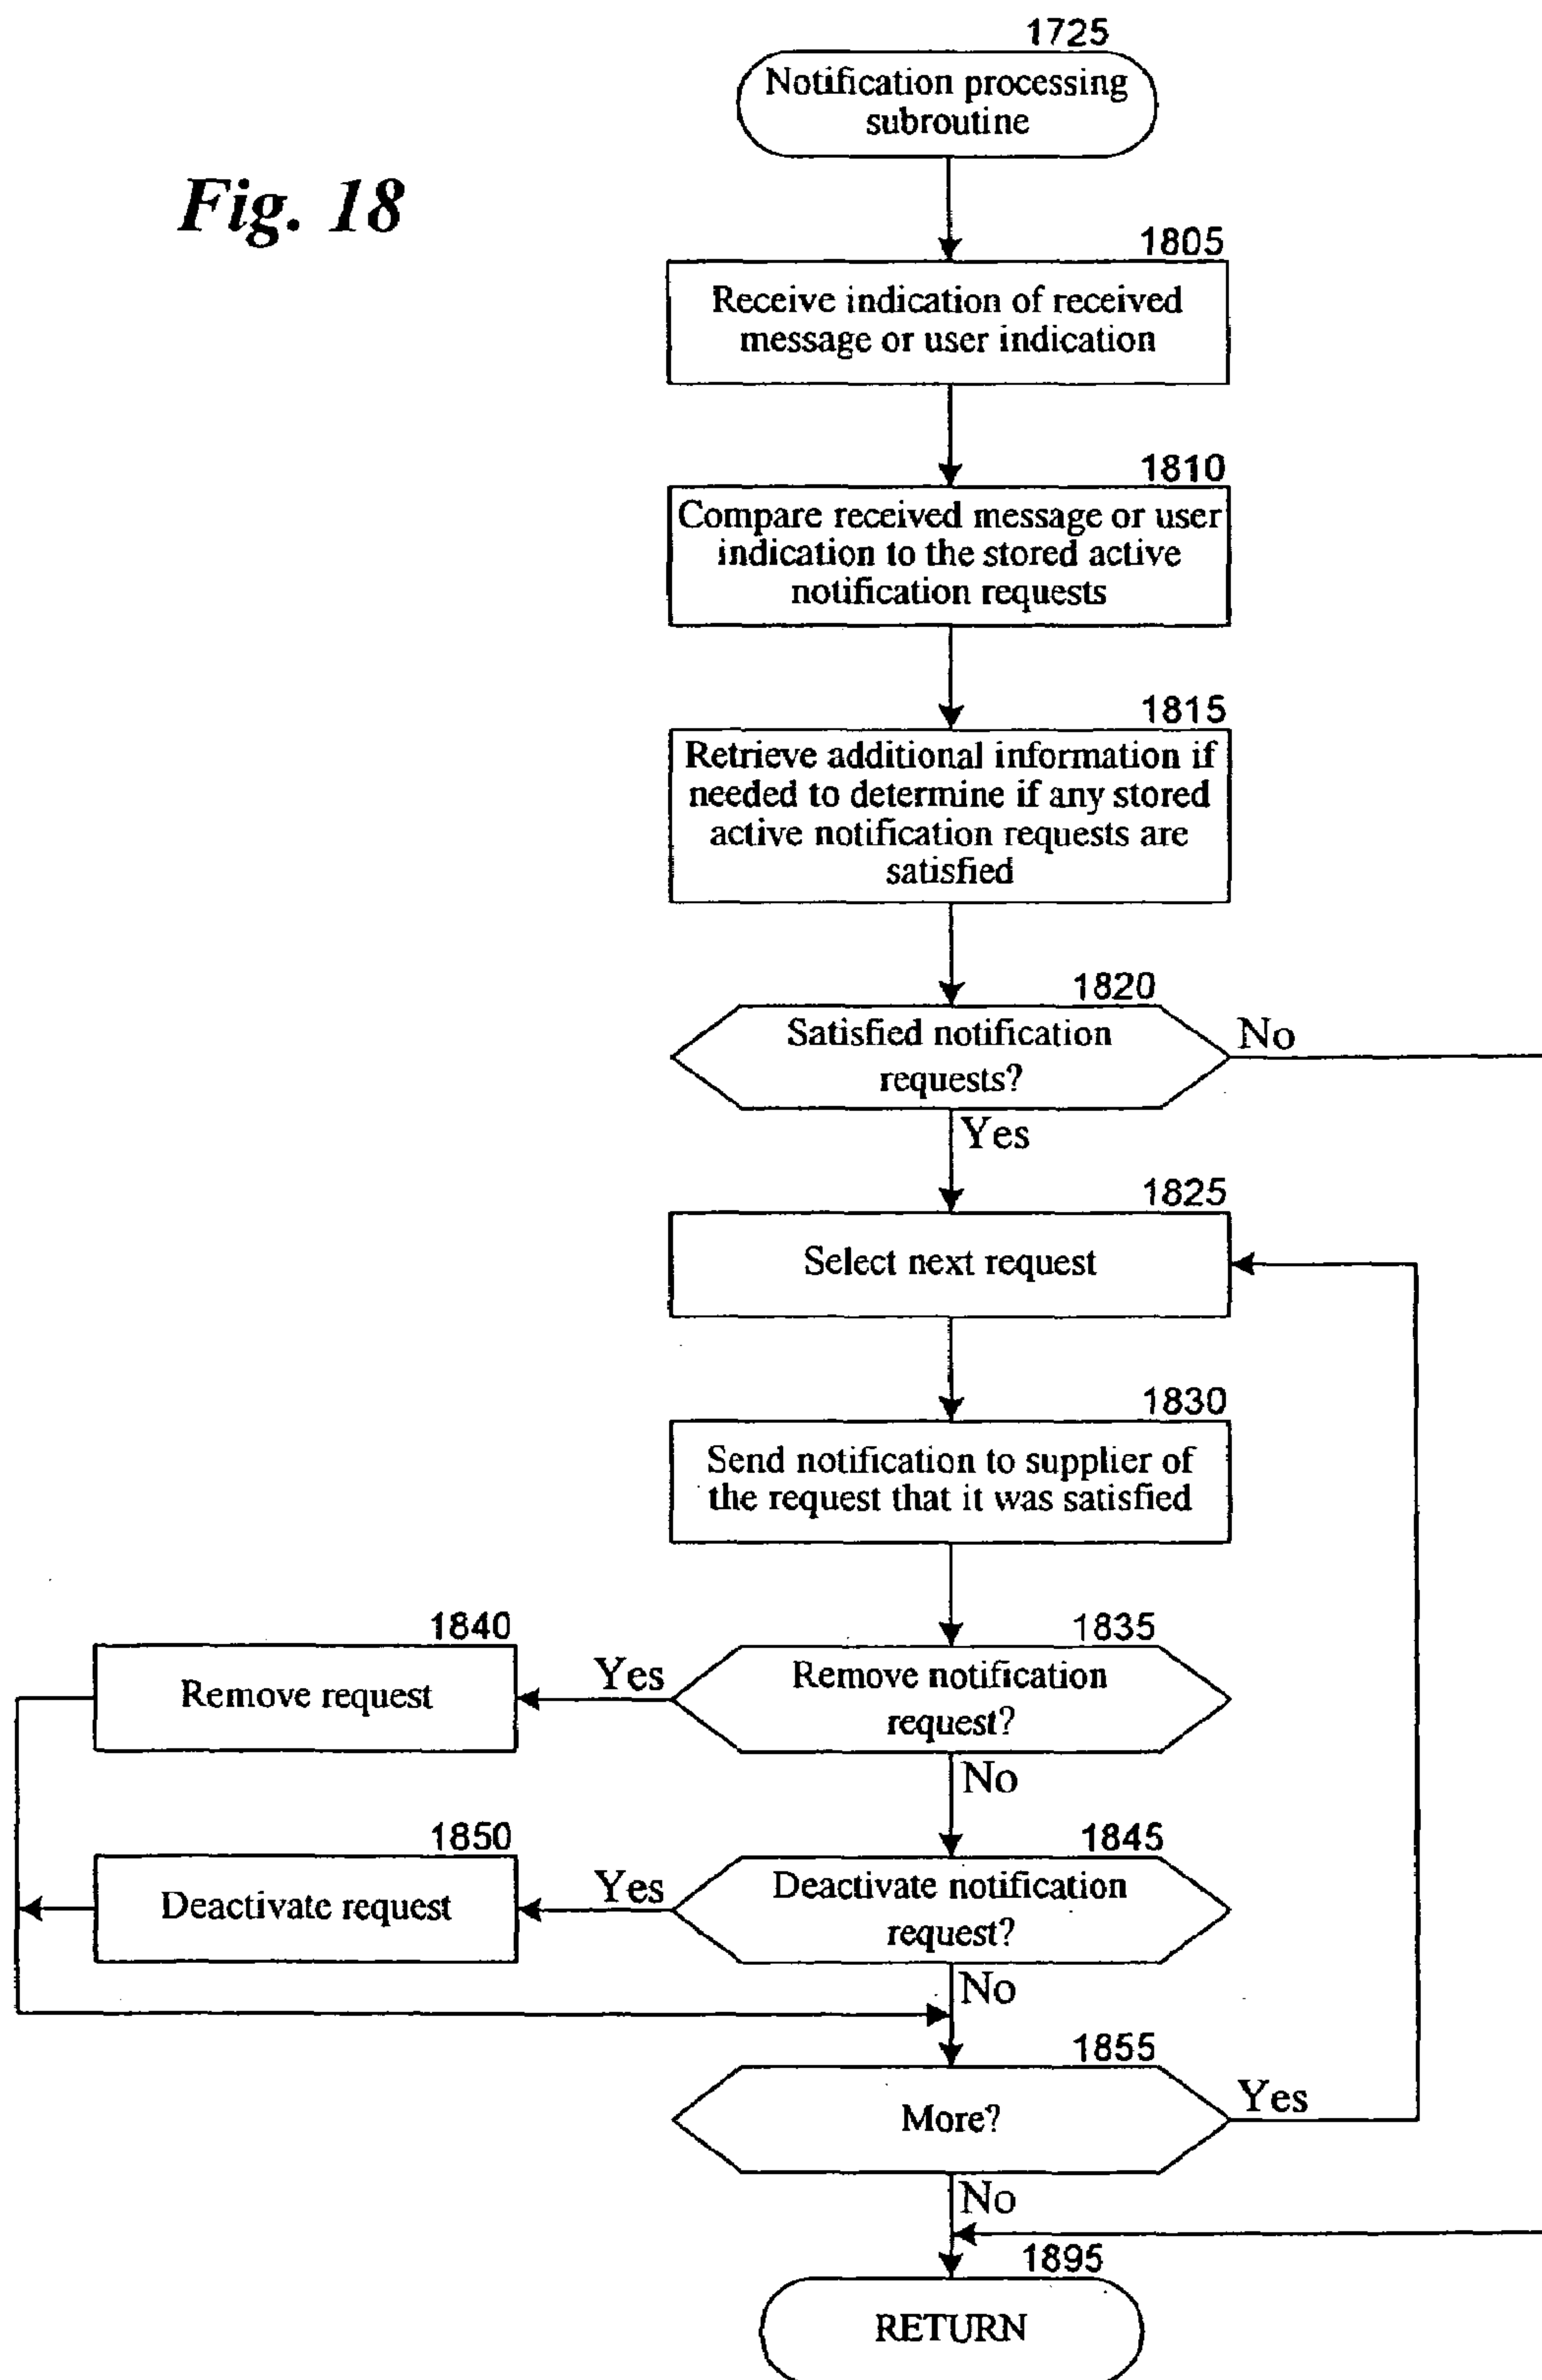 1725
Notification processing
subroutine
Fig. 18
1805
Receive indication of received
message or user indication
1810
Compare received message or user
indication to the stored active
notification requests
1815
Retrieve additional information if
needed to determine if any stored
active notification requests are
satisfied
1820
Satisfied notification
requests?
No
Yes
1825
Select next request
1830
Send notification to supplier of
the request that it was satisfied
1840
Remove request
Yes
1835
Remove notification
request?
No
1850
Deactivate request
Yes
1845
Deactivate notification
request?
No
1855
More?
Yes
No
1895
RETURN